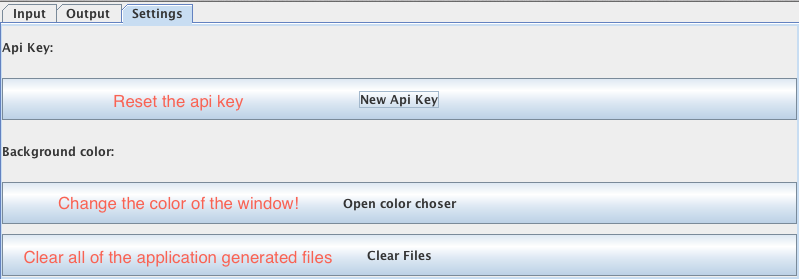 Input Output Settings
Api Key:
Reset the api key New Api Key
Background color:
Change the color of the window! Open color choser
Clear all of the application generated files Clear Files